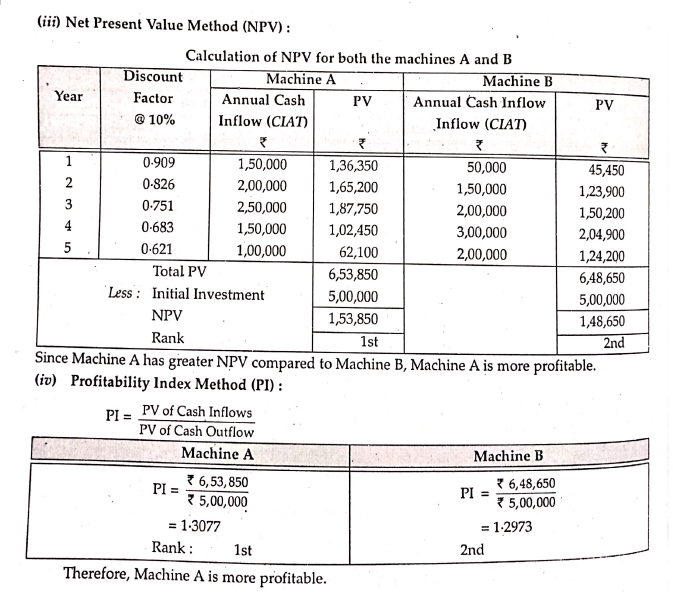 (iii) Net Present Value Method (NPV) :
Calculation of NPV for both the machines A and B
Year Discount Factor @ 10% Machine A Machine B
Annual Cash Inflow (CIAT) ₹ PV ₹ Annual Cash Inflow Inflow (CIAT) ₹ PV ₹
1 0·909 1,50,000 1,36,350 50,000 45,450
2 0·826 2,00,000 1,65,200 1,50,000 1,23,900
3 0·751 2,50,000 1,87,750 2,00,000 1,50,200
4 0·683 1,50,000 1,02,450 3,00,000 2,04,900
5 0·621 1,00,000 62,100 2,00,000 1,24,200
Total PV 6,53,850 6,48,650
Less : Initial Investment 5,00,000 5,00,000
NPV 1,53,850 1,48,650
Rank 1st 2nd
Since Machine A has greater NPV compared to Machine B, Machine A is more profitable.
(iv) Profitability Index Method (PI) :
PI = PV of Cash Inflows
PV of Cash Outflow
Machine A Machine B
PI = ₹ 6,53,850 PI = ₹ 6,48,650
₹ 5,00,000 ₹ 5,00,000
= 1·3077 = 1·2973
Rank : 1st 2nd
Therefore, Machine A is more profitable.